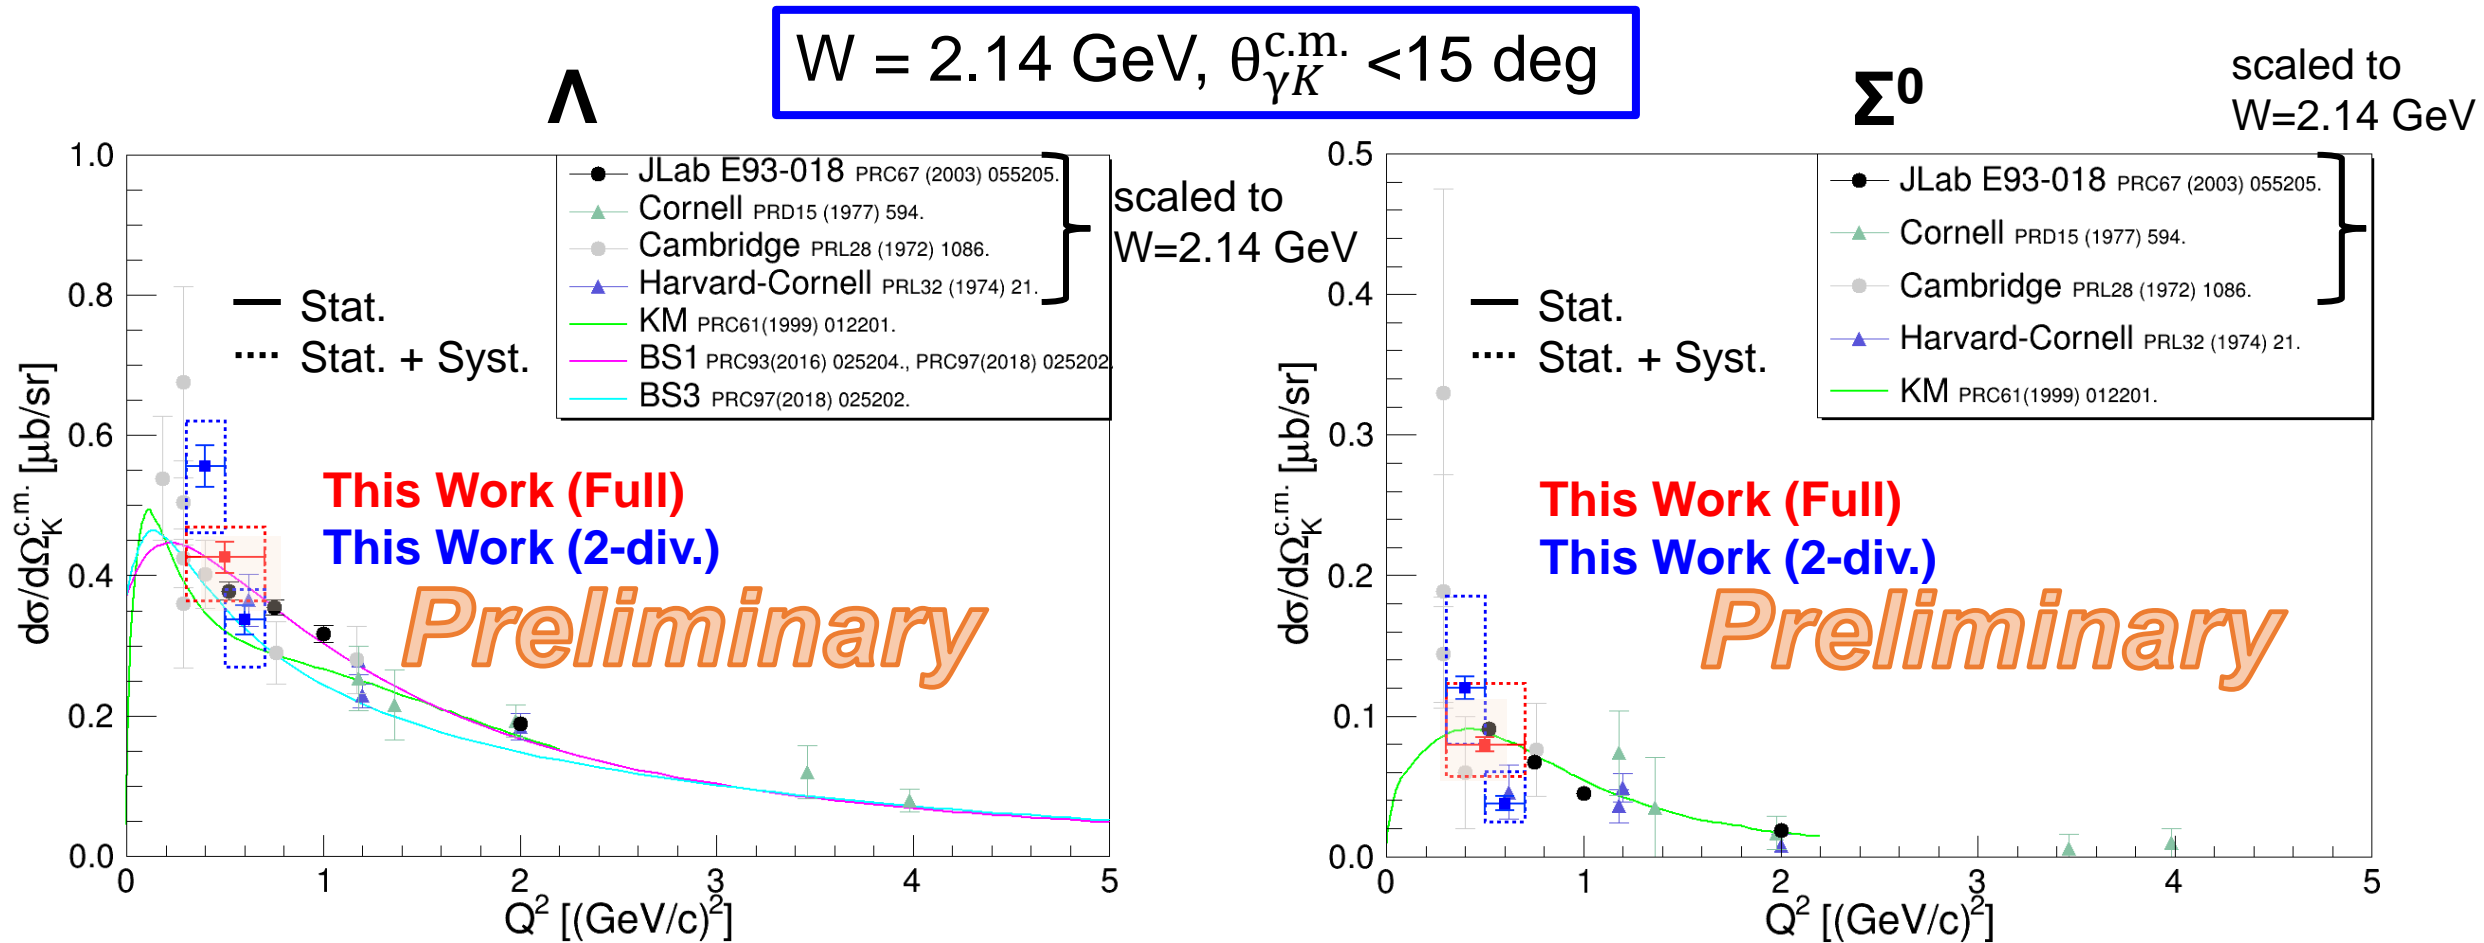 W = 2.14 GeV, θ_{γK}^{c.m.} <15 deg
Λ
1.0
0.8
0.6
0.4
0.2
0.0
0
1
2
3
4
5
dσ/dΩ_K^{c.m.} [μb/sr]
Q² [(GeV/c)²]
JLab E93-018 PRC67 (2003) 055205.
Cornell PRD15 (1977) 594.
Cambridge PRL28 (1972) 1086.
Harvard-Cornell PRL32 (1974) 21.
KM PRC61(1999) 012201.
BS1 PRC93(2016) 025204., PRC97(2018) 025202.
BS3 PRC97(2018) 025202.
scaled to
W=2.14 GeV
Stat.
Stat. + Syst.
This Work (Full)
This Work (2-div.)
Preliminary
Σ⁰
scaled to
W=2.14 GeV
0.5
0.4
0.3
0.2
0.1
0.0
0
1
2
3
4
5
dσ/dΩ_K^{c.m.} [μb/sr]
Q² [(GeV/c)²]
JLab E93-018 PRC67 (2003) 055205.
Cornell PRD15 (1977) 594.
Cambridge PRL28 (1972) 1086.
Harvard-Cornell PRL32 (1974) 21.
KM PRC61(1999) 012201.
Stat.
Stat. + Syst.
This Work (Full)
This Work (2-div.)
Preliminary